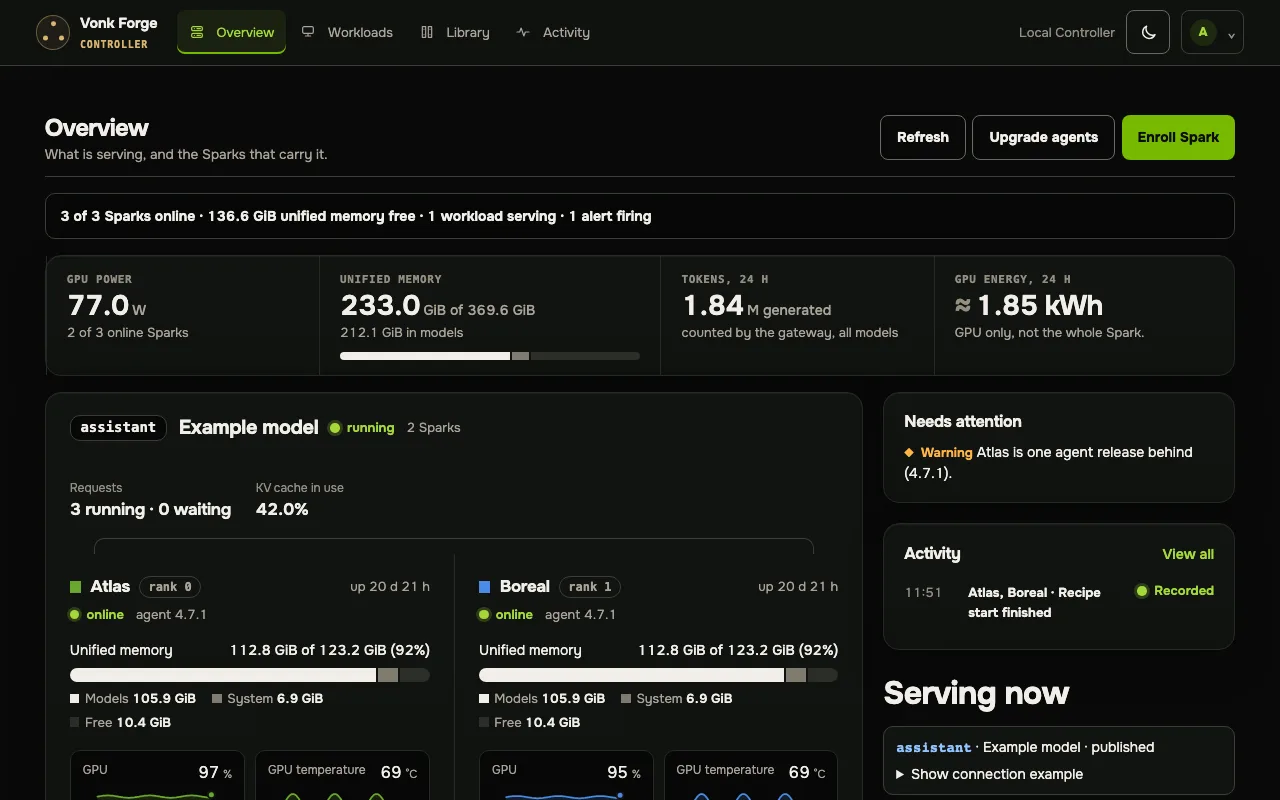 Vonk Forge
CONTROLLER
Overview
Workloads
Library
Activity
Local Controller
A
Overview
What is serving, and the Sparks that carry it.
Refresh
Upgrade agents
Enroll Spark
3 of 3 Sparks online · 136.6 GiB unified memory free · 1 workload serving · 1 alert firing
GPU POWER
77.0 W
2 of 3 online Sparks
UNIFIED MEMORY
233.0 GiB of 369.6 GiB
212.1 GiB in models
TOKENS, 24 H
1.84 M generated
counted by the gateway, all models
GPU ENERGY, 24 H
≈ 1.85 kWh
GPU only, not the whole Spark.
assistant Example model running 2 Sparks
Requests
3 running · 0 waiting
KV cache in use
42.0%
Atlas rank 0 up 20 d 21 h
online agent 4.7.1
Unified memory 112.8 GiB of 123.2 GiB (92%)
Models 105.9 GiB System 6.9 GiB
Free 10.4 GiB
GPU 97 %
GPU temperature 69 °C
Boreal rank 1 up 20 d 21 h
online agent 4.7.1
Unified memory 112.8 GiB of 123.2 GiB (92%)
Models 105.9 GiB System 6.9 GiB
Free 10.4 GiB
GPU 95 %
GPU temperature 69 °C
Needs attention
Warning Atlas is one agent release behind
(4.7.1).
Activity View all
11:51 Atlas, Boreal · Recipe Recorded
start finished
Serving now
assistant · Example model · published
Show connection example